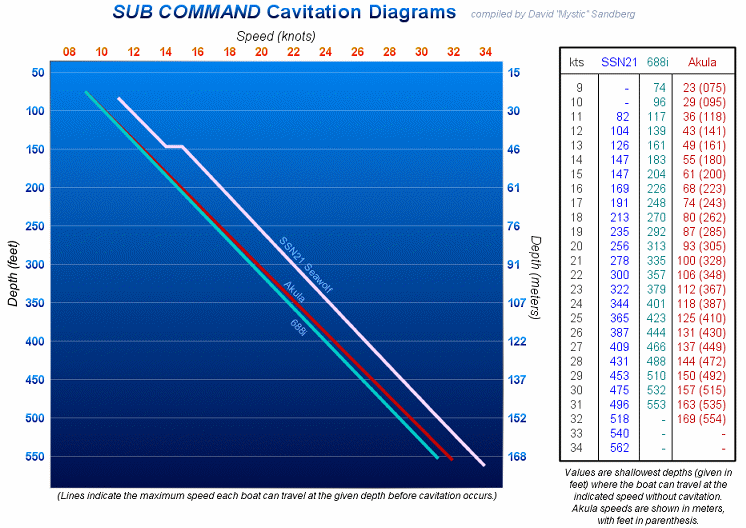 SUB COMMAND Cavitation Diagrams
compiled by David "Mystic" Sandberg
Speed (knots)
08 10 12 14 16 18 20 22 24 26 28 30 32 34
Depth (feet)
50
100
150
200
250
300
350
400
450
500
550
SSN21 Seawolf
Akula
688i
15
30
46
61
76
91
107
122
137
152
168
Depth (meters)
(Lines indicate the maximum speed each boat can travel at the given depth before cavitation occurs.)
kts SSN21 688i Akula
9 - 74 23 (075)
10 - 96 29 (095)
11 82 117 36 (118)
12 104 139 43 (141)
13 126 161 49 (161)
14 147 183 55 (180)
15 147 204 61 (200)
16 169 226 68 (223)
17 191 248 74 (243)
18 213 270 80 (262)
19 235 292 87 (285)
20 256 313 93 (305)
21 278 335 100 (328)
22 300 357 106 (348)
23 322 379 112 (367)
24 344 401 118 (387)
25 365 423 125 (410)
26 387 444 131 (430)
27 409 466 137 (449)
28 431 488 144 (472)
29 453 510 150 (492)
30 475 532 157 (515)
31 496 553 163 (535)
32 518 - 169 (554)
33 540 - -
34 562 - -
Values are shallowest depths (given in
feet) where the boat can travel at the
indicated speed without cavitation.
Akula speeds are shown in meters,
with feet in parenthesis.